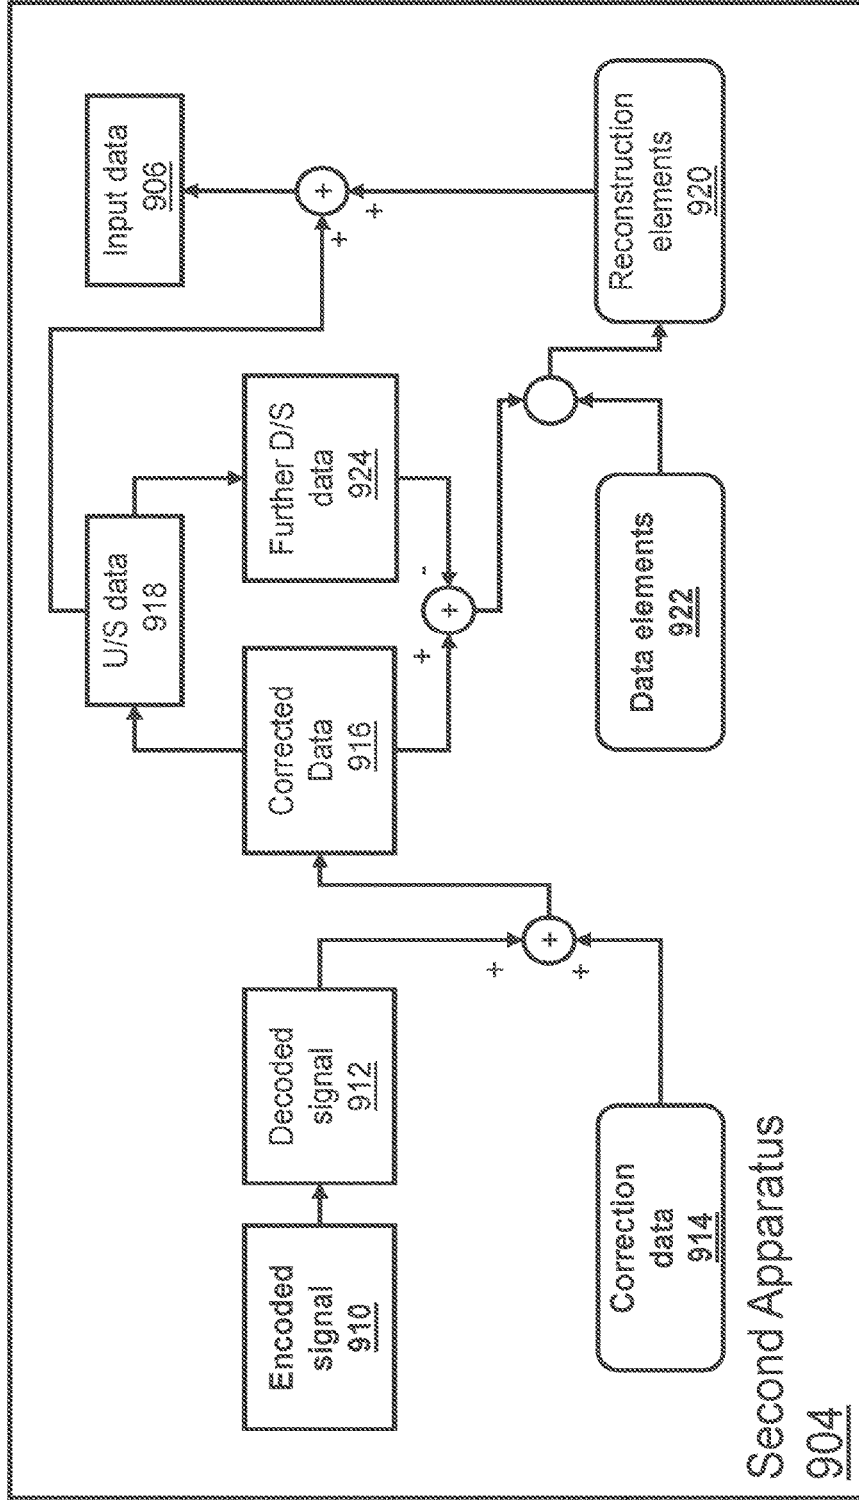 Encoded
signal
910
Decoded
signal
912
+
+
+
Correction
data
914
Corrected
Data
916
U/S data
918
Further D/S
data
924
+
-
+
Data elements
922
Reconstruction
elements
920
+
+
+
Input data
906
Second Apparatus
904